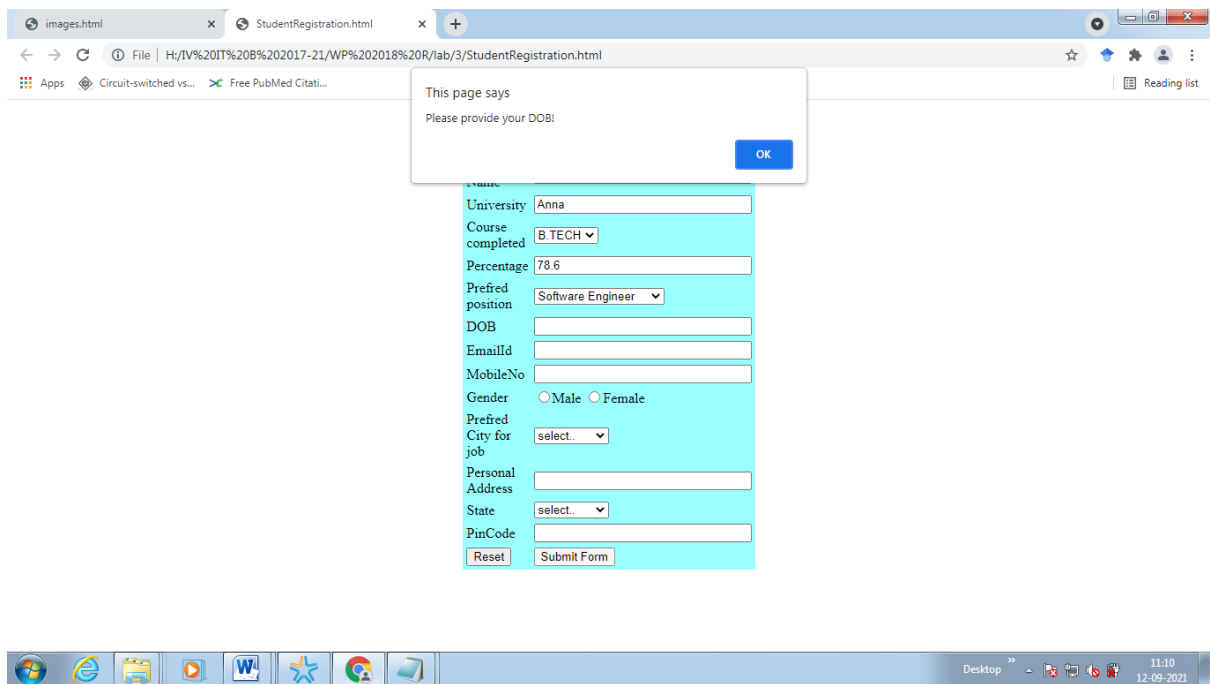 images.html
StudentRegistration.html
File
H:/IV%20IT%20B%202017-21/WP%202018%20R/lab/3/StudentRegistration.html
Apps
Circuit-switched vs...
Free PubMed Citati...
Reading list
This page says
Please provide your DOB!
OK
Name
University
Anna
Course
completed
B.TECH
Percentage
78.6
Prefred
position
Software Engineer
DOB
EmailId
MobileNo
Gender
Male
Female
Prefred
City for
job
select..
Personal
Address
State
select..
PinCode
Reset
Submit Form
Desktop
11:10
12-09-2021